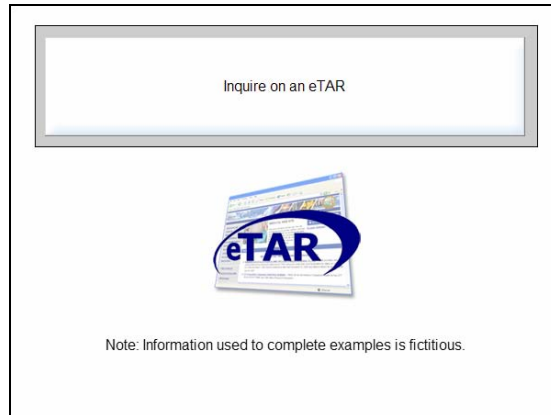 Inquire on an eTAR
eTAR
Note: Information used to complete examples is fictitious.